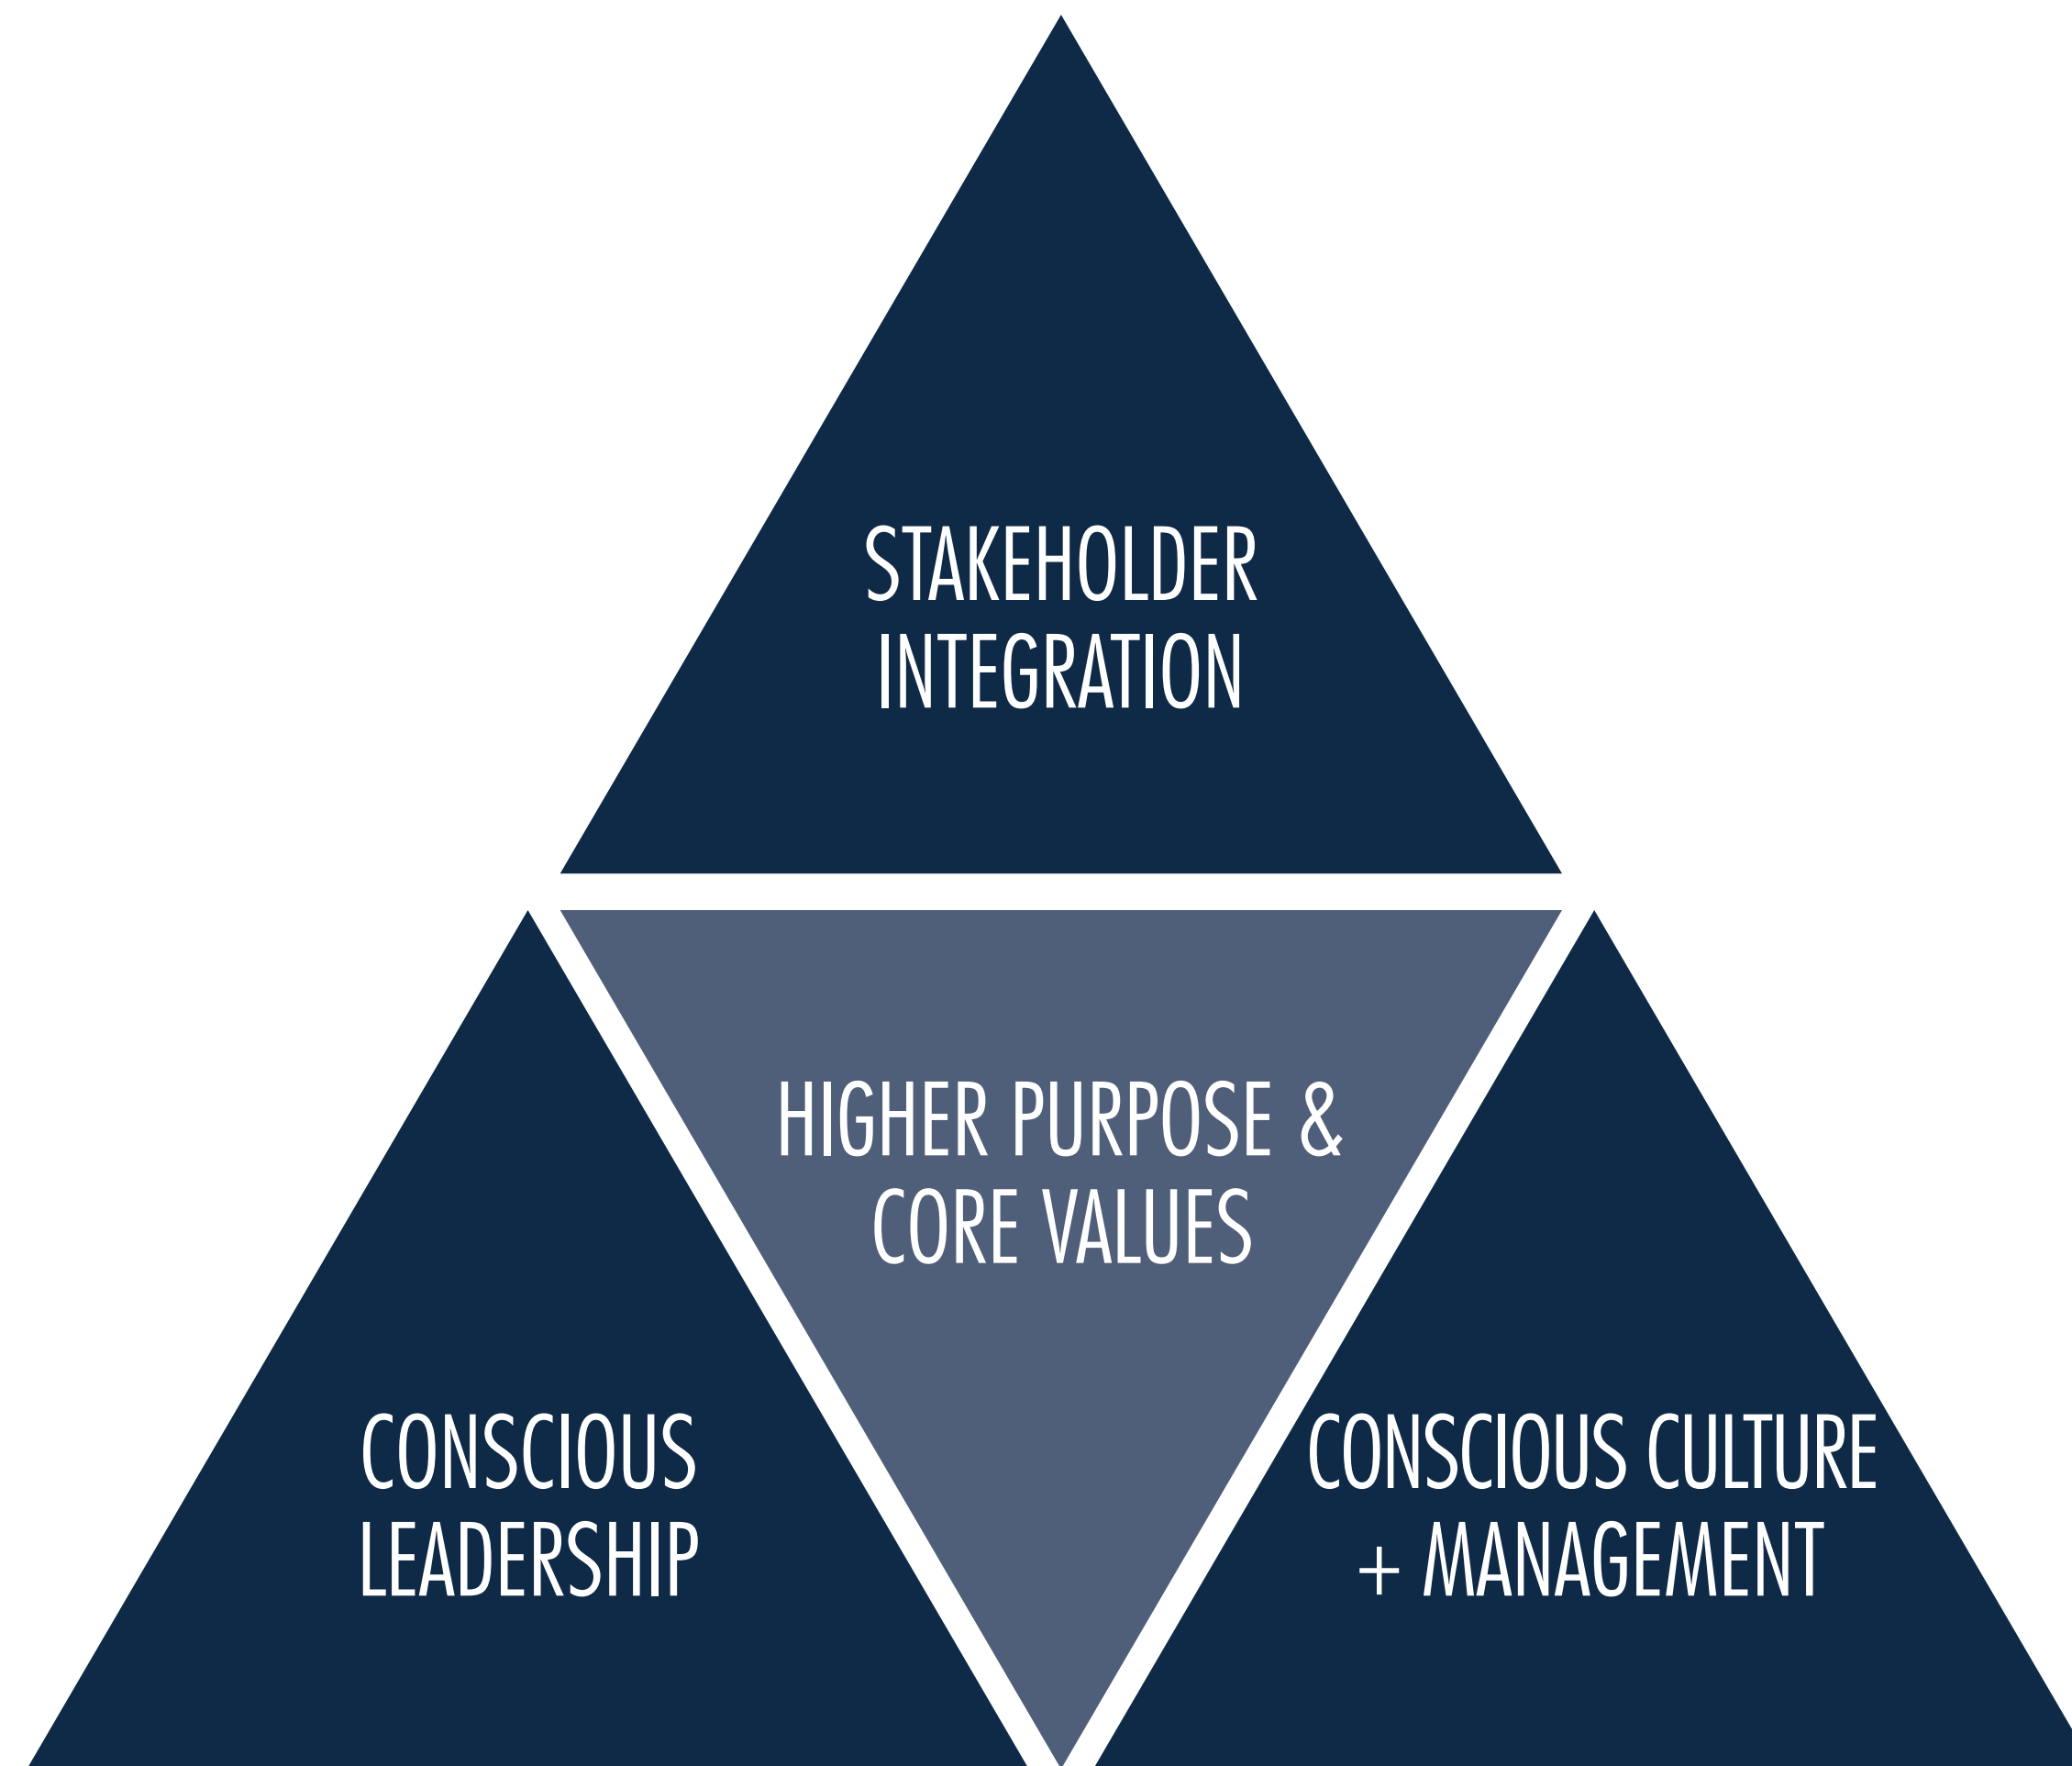 STAKEHOLDER
INTEGRATION
HIGHER PURPOSE &
CORE VALUES
CONSCIOUS
LEADERSHIP
CONSCIOUS CULTURE
+ MANAGEMENT